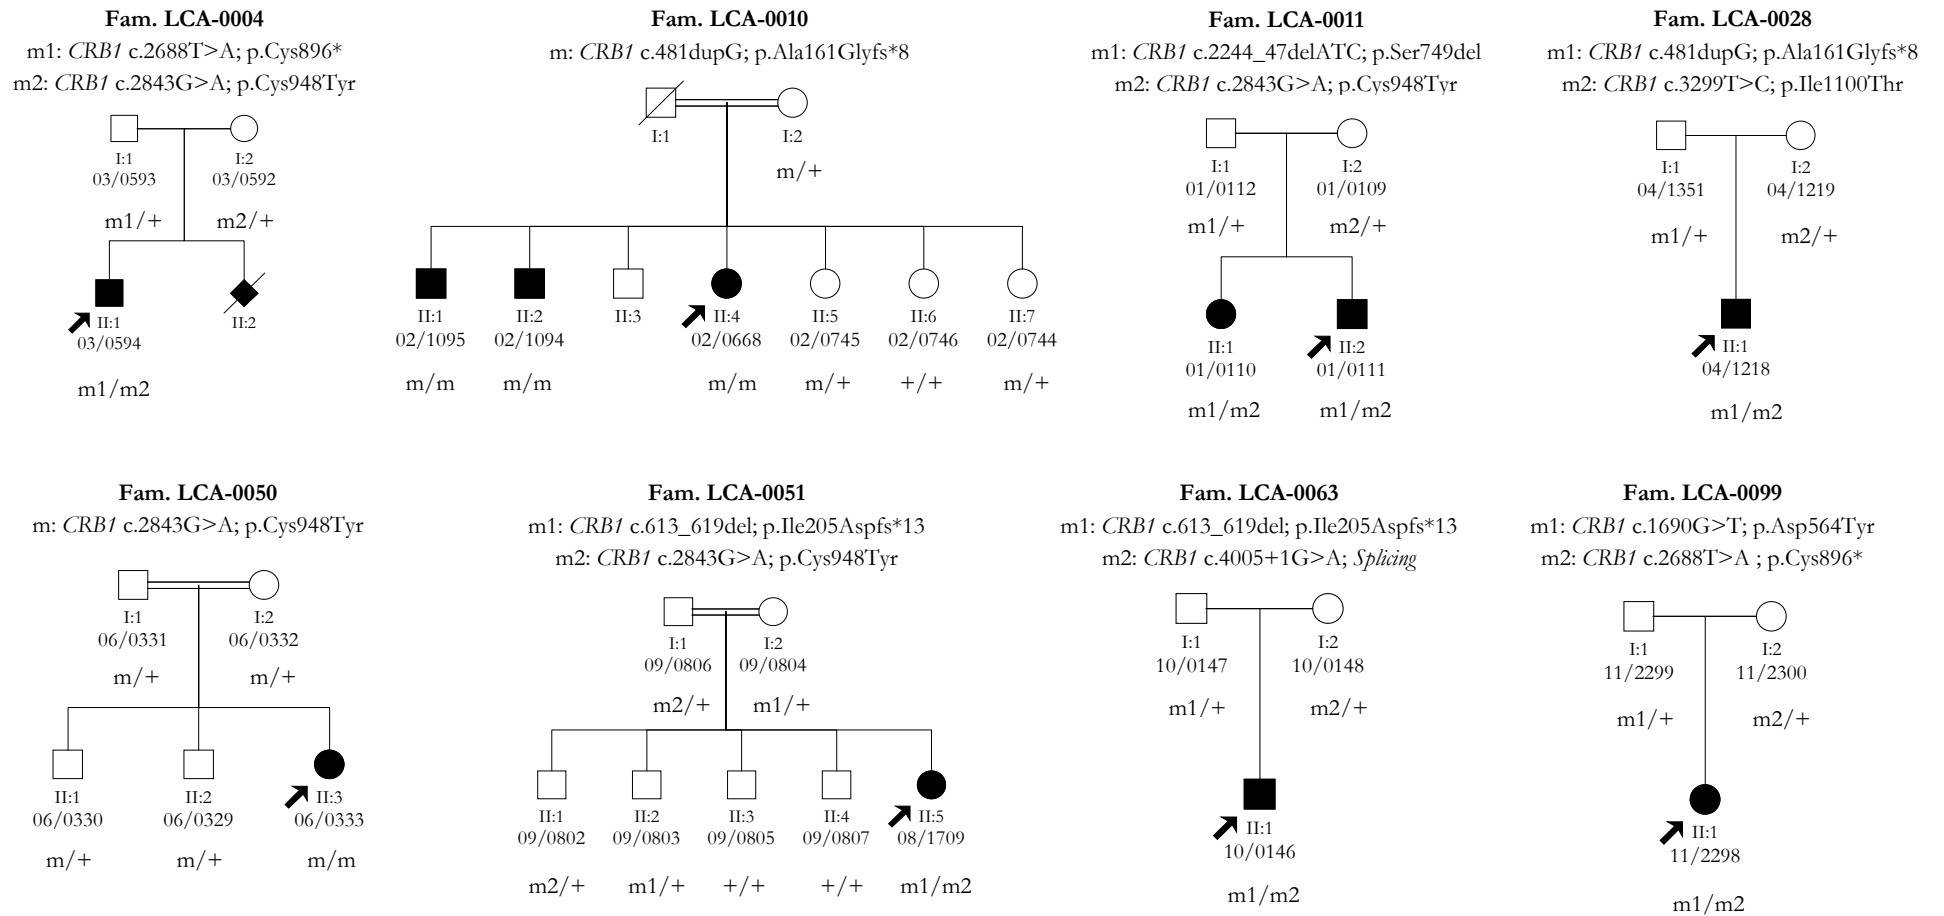 Fam. LCA-0004
m1: CRB1 c.2688T>A; p.Cys896*
m2: CRB1 c.2843G>A; p.Cys948Tyr
I:1 I:2
03/0593 03/0592
m1/+ m2/+
II:1 II:2
03/0594
m1/m2
Fam. LCA-0010
m: CRB1 c.481dupG; p.Ala161Glyfs*8
I:1 I:2
m/+
II:1 II:2 II:3 II:4 II:5 II:6 II:7
02/1095 02/1094 02/0668 02/0745 02/0746 02/0744
m/m m/m m/m m/+ +/+ m/+
Fam. LCA-0011
m1: CRB1 c.2244_47delATC; p.Ser749del
m2: CRB1 c.2843G>A; p.Cys948Tyr
I:1 I:2
01/0112 01/0109
m1/+ m2/+
II:1 II:2
01/0110 01/0111
m1/m2 m1/m2
Fam. LCA-0028
m1: CRB1 c.481dupG; p.Ala161Glyfs*8
m2: CRB1 c.3299T>C; p.Ile1100Thr
I:1 I:2
04/1351 04/1219
m1/+ m2/+
II:1
04/1218
m1/m2
Fam. LCA-0050
m: CRB1 c.2843G>A; p.Cys948Tyr
I:1 I:2
06/0331 06/0332
m/+ m/+
II:1 II:2 II:3
06/0330 06/0329 06/0333
m/+ m/+ m/m
Fam. LCA-0051
m1: CRB1 c.613_619del; p.Ile205Aspfs*13
m2: CRB1 c.2843G>A; p.Cys948Tyr
I:1 I:2
09/0806 09/0804
m2/+ m1/+
II:1 II:2 II:3 II:4 II:5
09/0802 09/0803 09/0805 09/0807 08/1709
m2/+ m1/+ +/+ +/+ m1/m2
Fam. LCA-0063
m1: CRB1 c.613_619del; p.Ile205Aspfs*13
m2: CRB1 c.4005+1G>A; Splicing
I:1 I:2
10/0147 10/0148
m1/+ m2/+
II:1
10/0146
m1/m2
Fam. LCA-0099
m1: CRB1 c.1690G>T; p.Asp564Tyr
m2: CRB1 c.2688T>A ; p.Cys896*
I:1 I:2
11/2299 11/2300
m1/+ m2/+
II:1
11/2298
m1/m2